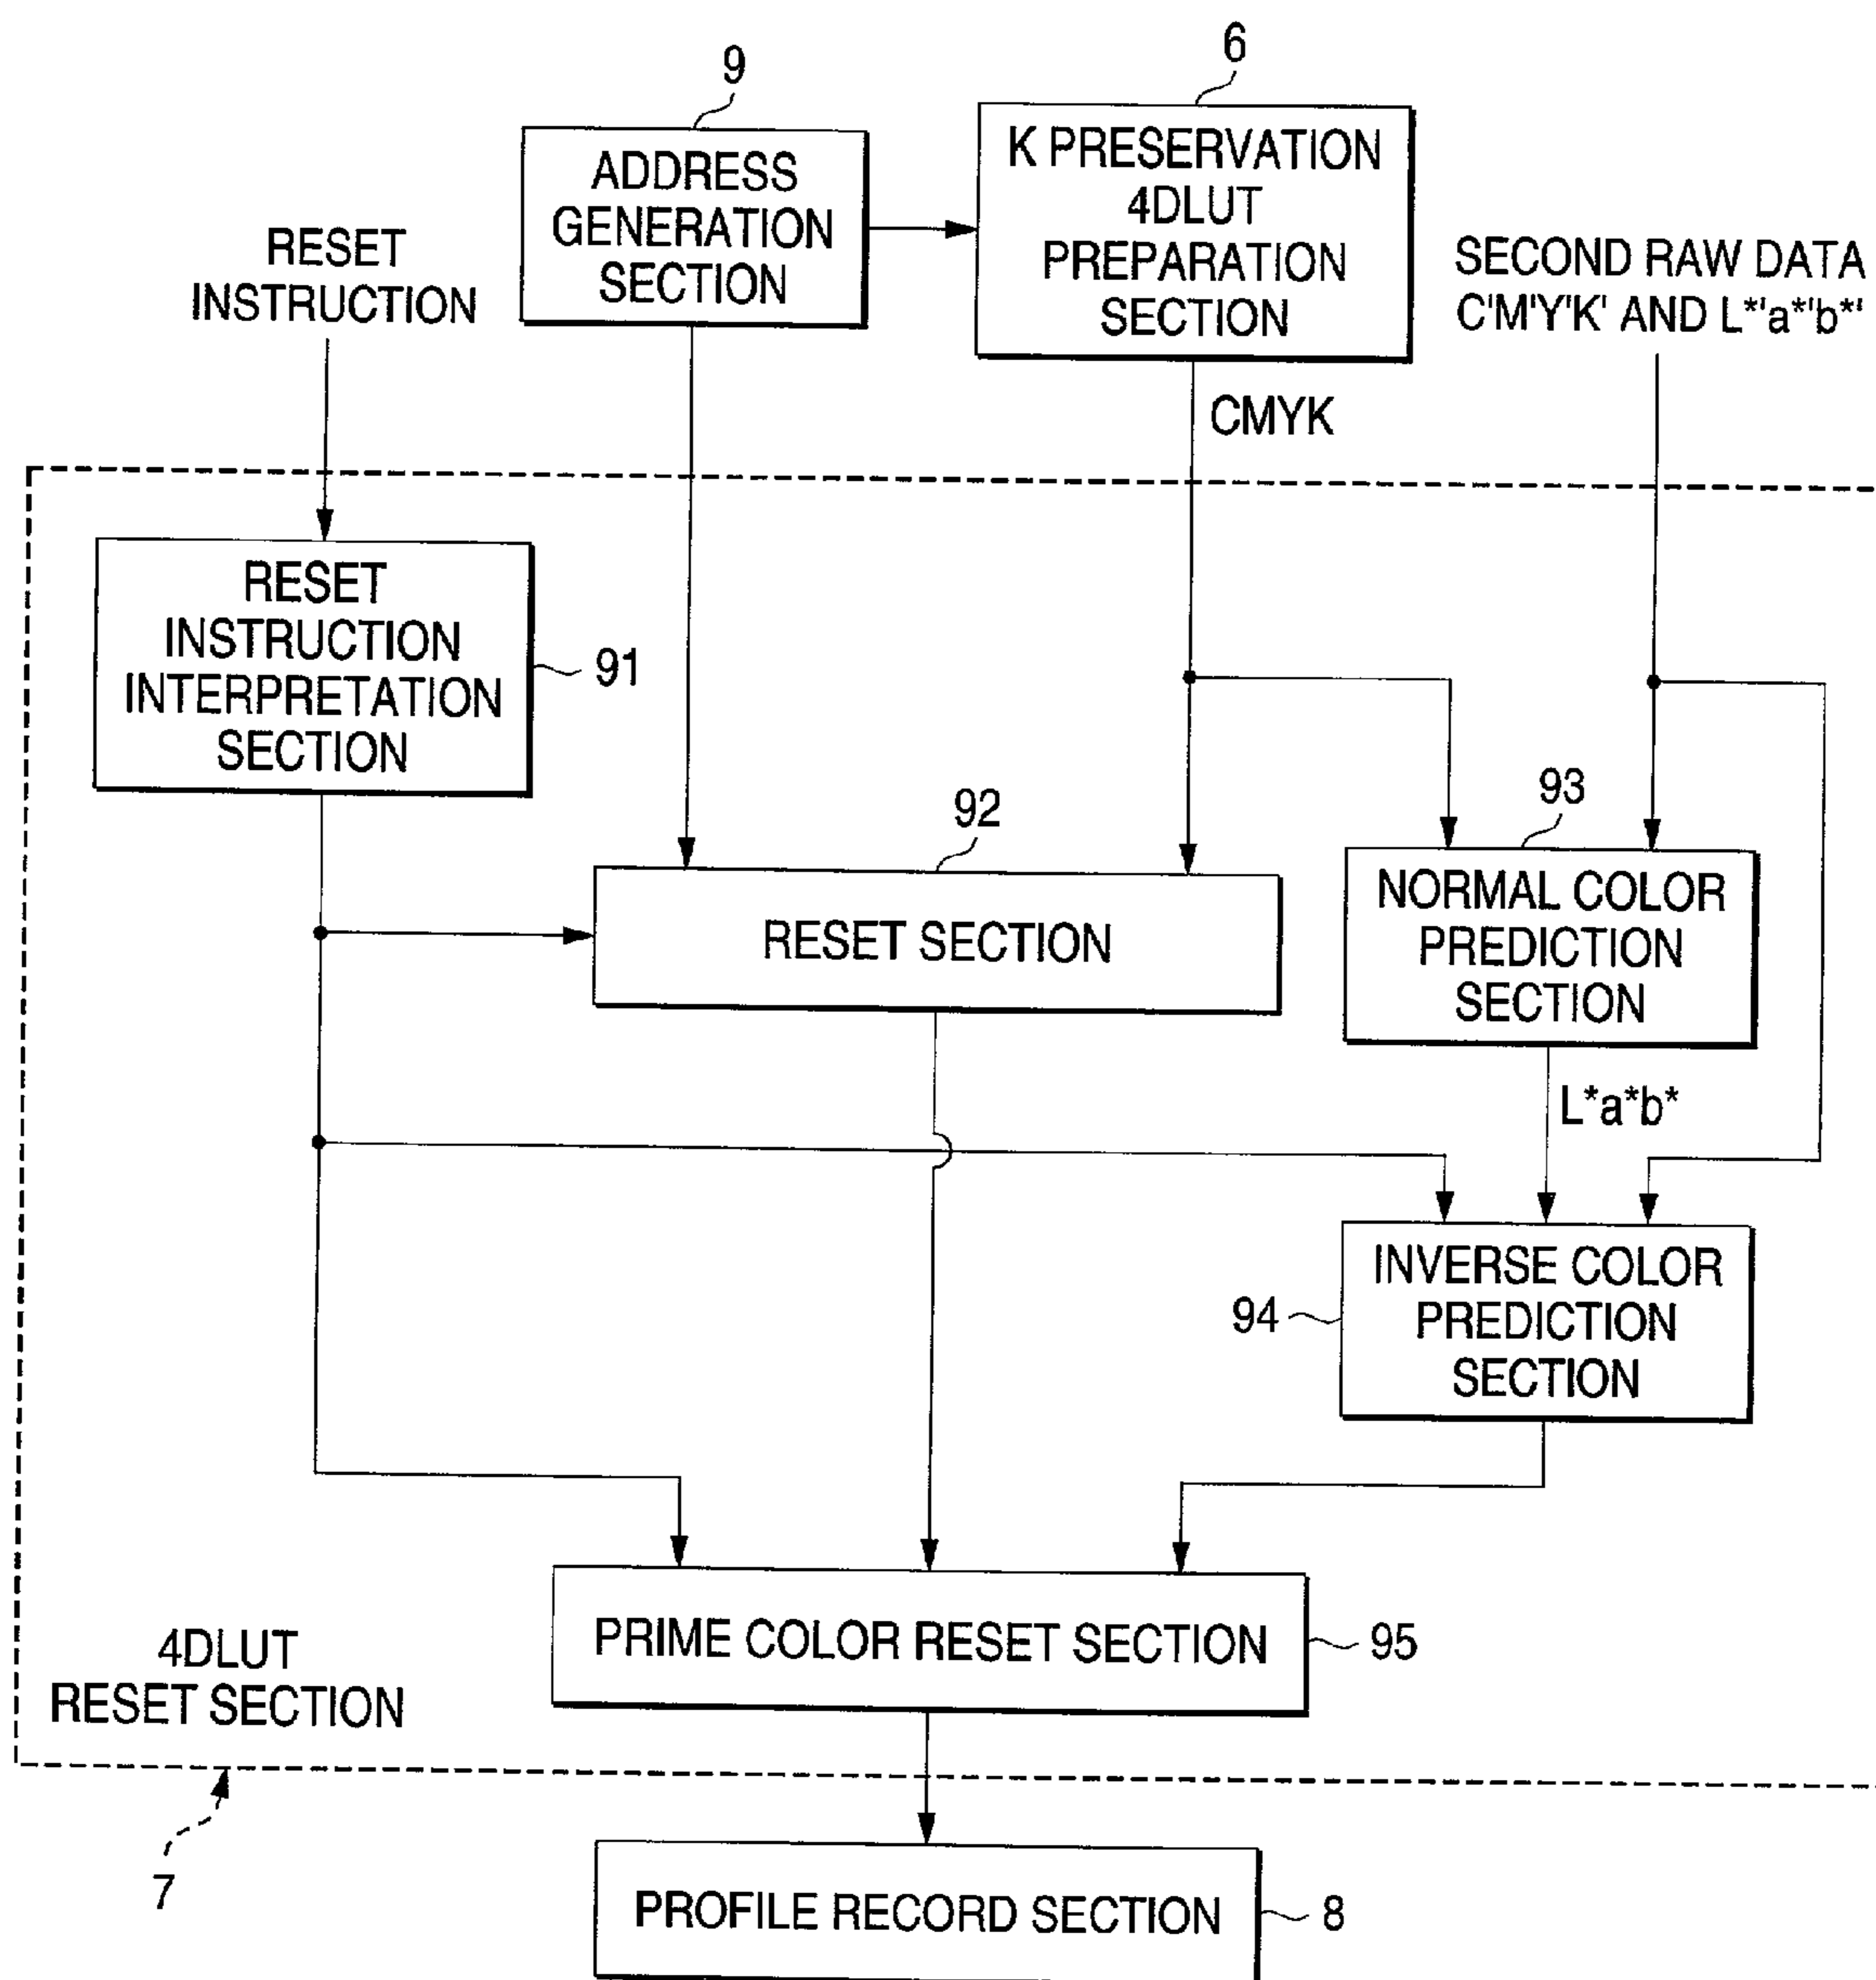 9
6
ADDRESS
GENERATION
SECTION
K PRESERVATION
4DLUT
PREPARATION
SECTION
RESET
INSTRUCTION
SECOND RAW DATA
C'M'Y'K' AND L*'a*'b*'
CMYK
RESET
INSTRUCTION
INTERPRETATION
SECTION
91
92
93
RESET SECTION
NORMAL COLOR
PREDICTION
SECTION
L*a*b*
94
INVERSE COLOR
PREDICTION
SECTION
PRIME COLOR RESET SECTION
95
4DLUT
RESET SECTION
7
PROFILE RECORD SECTION
8